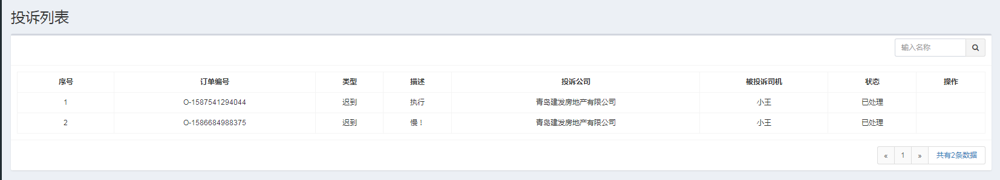 投诉列表
输入名称
序号 订单编号 类型 描述 投诉公司 被投诉司机 状态 操作
1 O-1587541294044 迟到 执行 青岛建发房地产有限公司 小王 已处理
2 O-1586684988375 迟到 慢！ 青岛建发房地产有限公司 小王 已处理
« 1 » 共有2条数据